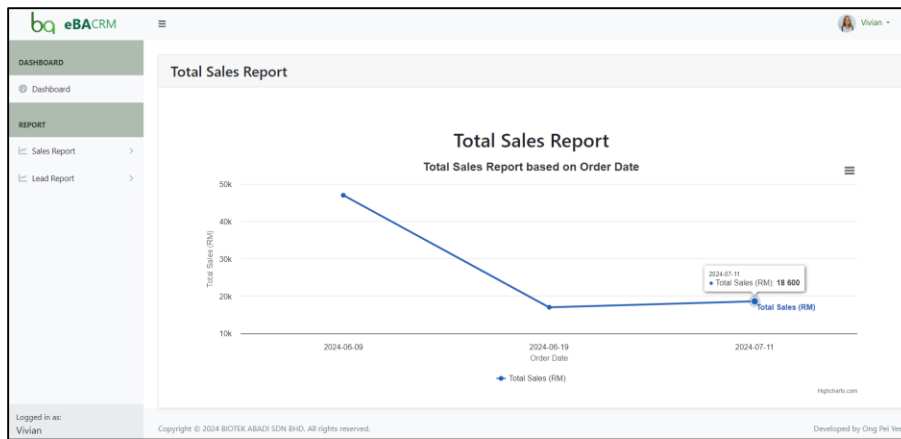 bq eBACRM
Vivian
DASHBOARD
Dashboard
REPORT
Sales Report
Lead Report
Logged in as:
Vivian
Total Sales Report
Total Sales Report
Total Sales Report based on Order Date
50k
40k
30k
20k
10k
Total Sales (RM)
2024-07-11
Total Sales (RM): 18 600
Total Sales (RM)
2024-06-09
2024-06-19
2024-07-11
Order Date
Total Sales (RM)
Highcharts.com
Copyright © 2024 BIOTEK ABADI SDN BHD. All rights reserved.
Developed by Ong Pei Yee